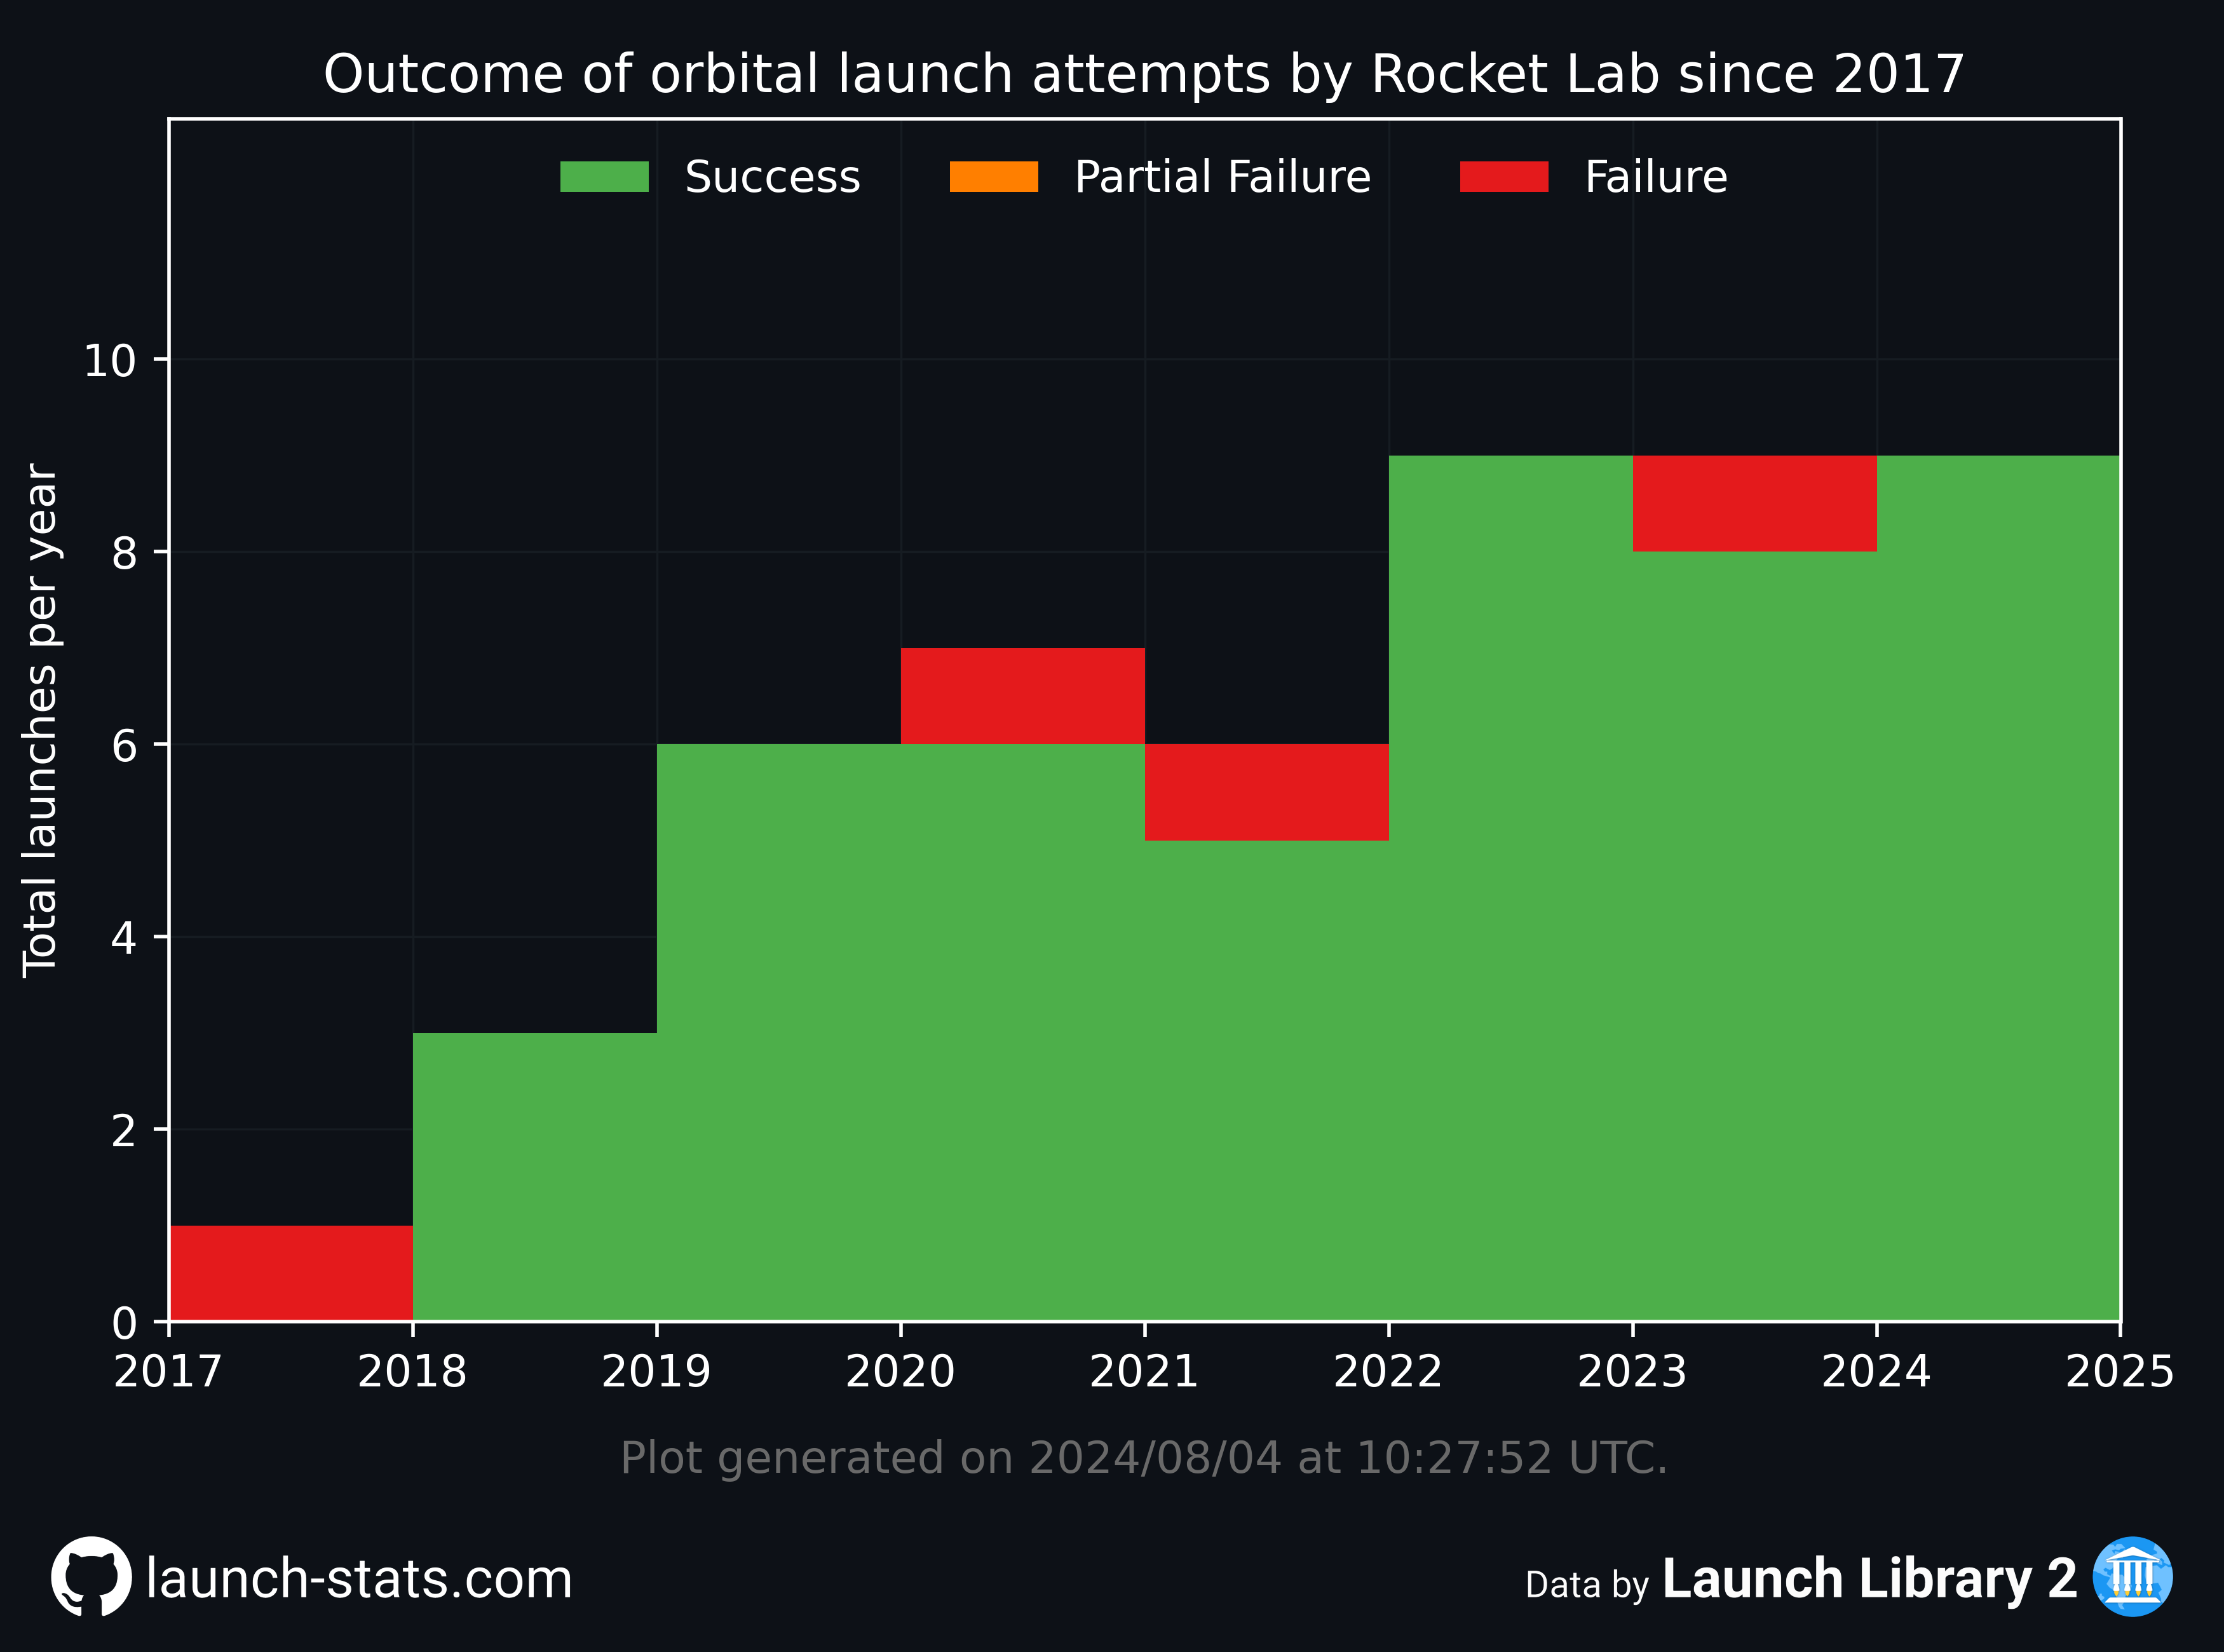 Outcome of orbital launch attempts by Rocket Lab since 2017
Success
Partial Failure
Failure
Total launches per year
10
8
6
4
2
0
2017
2018
2019
2020
2021
2022
2023
2024
2025
Plot generated on 2024/08/04 at 10:27:52 UTC.
launch-stats.com
Data by Launch Library 2